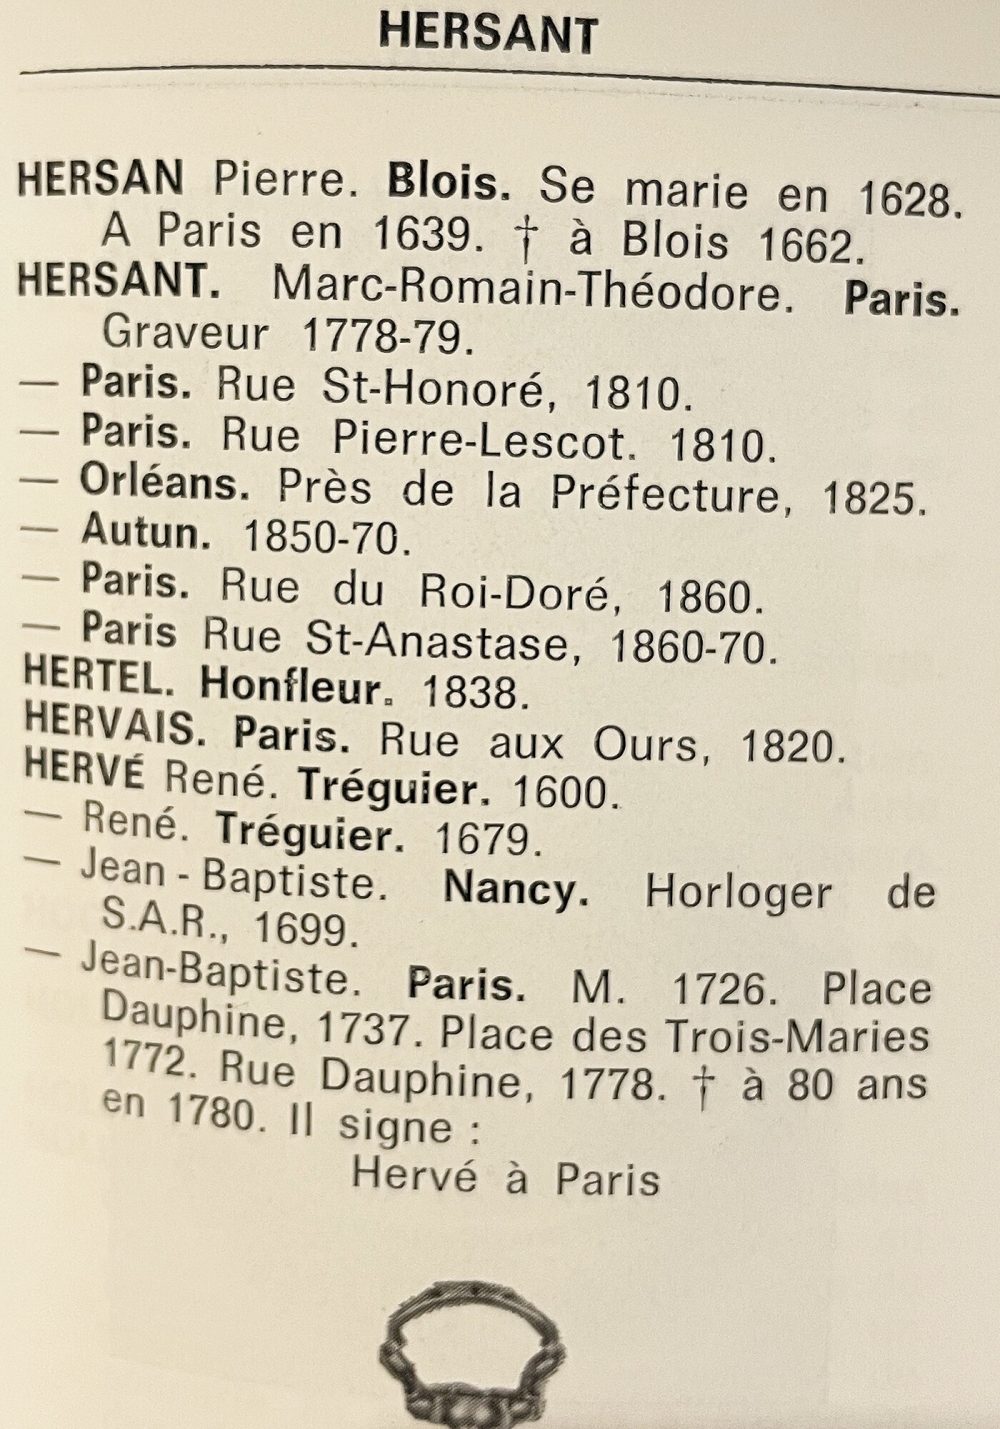 HERSANT
HERSAN Pierre. Blois. Se marie en 1628.
A Paris en 1639. † à Blois 1662.
HERSANT. Marc-Romain-Théodore. Paris.
Graveur 1778-79.
— Paris. Rue St-Honoré, 1810.
— Paris. Rue Pierre-Lescot. 1810.
— Orléans. Près de la Préfecture, 1825.
— Autun. 1850-70.
— Paris. Rue du Roi-Doré, 1860.
— Paris Rue St-Anastase, 1860-70.
HERTEL. Honfleur. 1838.
HERVAIS. Paris. Rue aux Ours, 1820.
HERVÉ René. Tréguier. 1600.
— René. Tréguier. 1679.
— Jean - Baptiste. Nancy. Horloger de
S.A.R., 1699.
— Jean-Baptiste. Paris. M. 1726. Place
Dauphine, 1737. Place des Trois-Maries
1772. Rue Dauphine, 1778. † à 80 ans
en 1780. Il signe :
Hervé à Paris